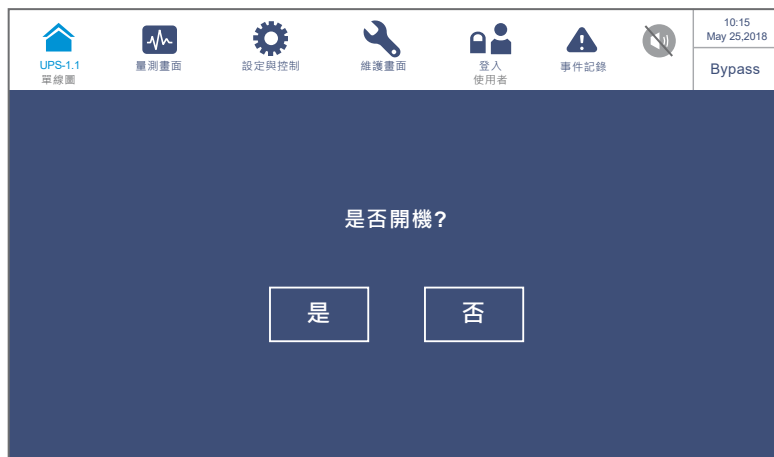 UPS-1.1
單線圖
量測畫面
設定與控制
維護畫面
登入
使用者
事件記錄
10:15
May 25,2018
Bypass
是否開機?
是
否